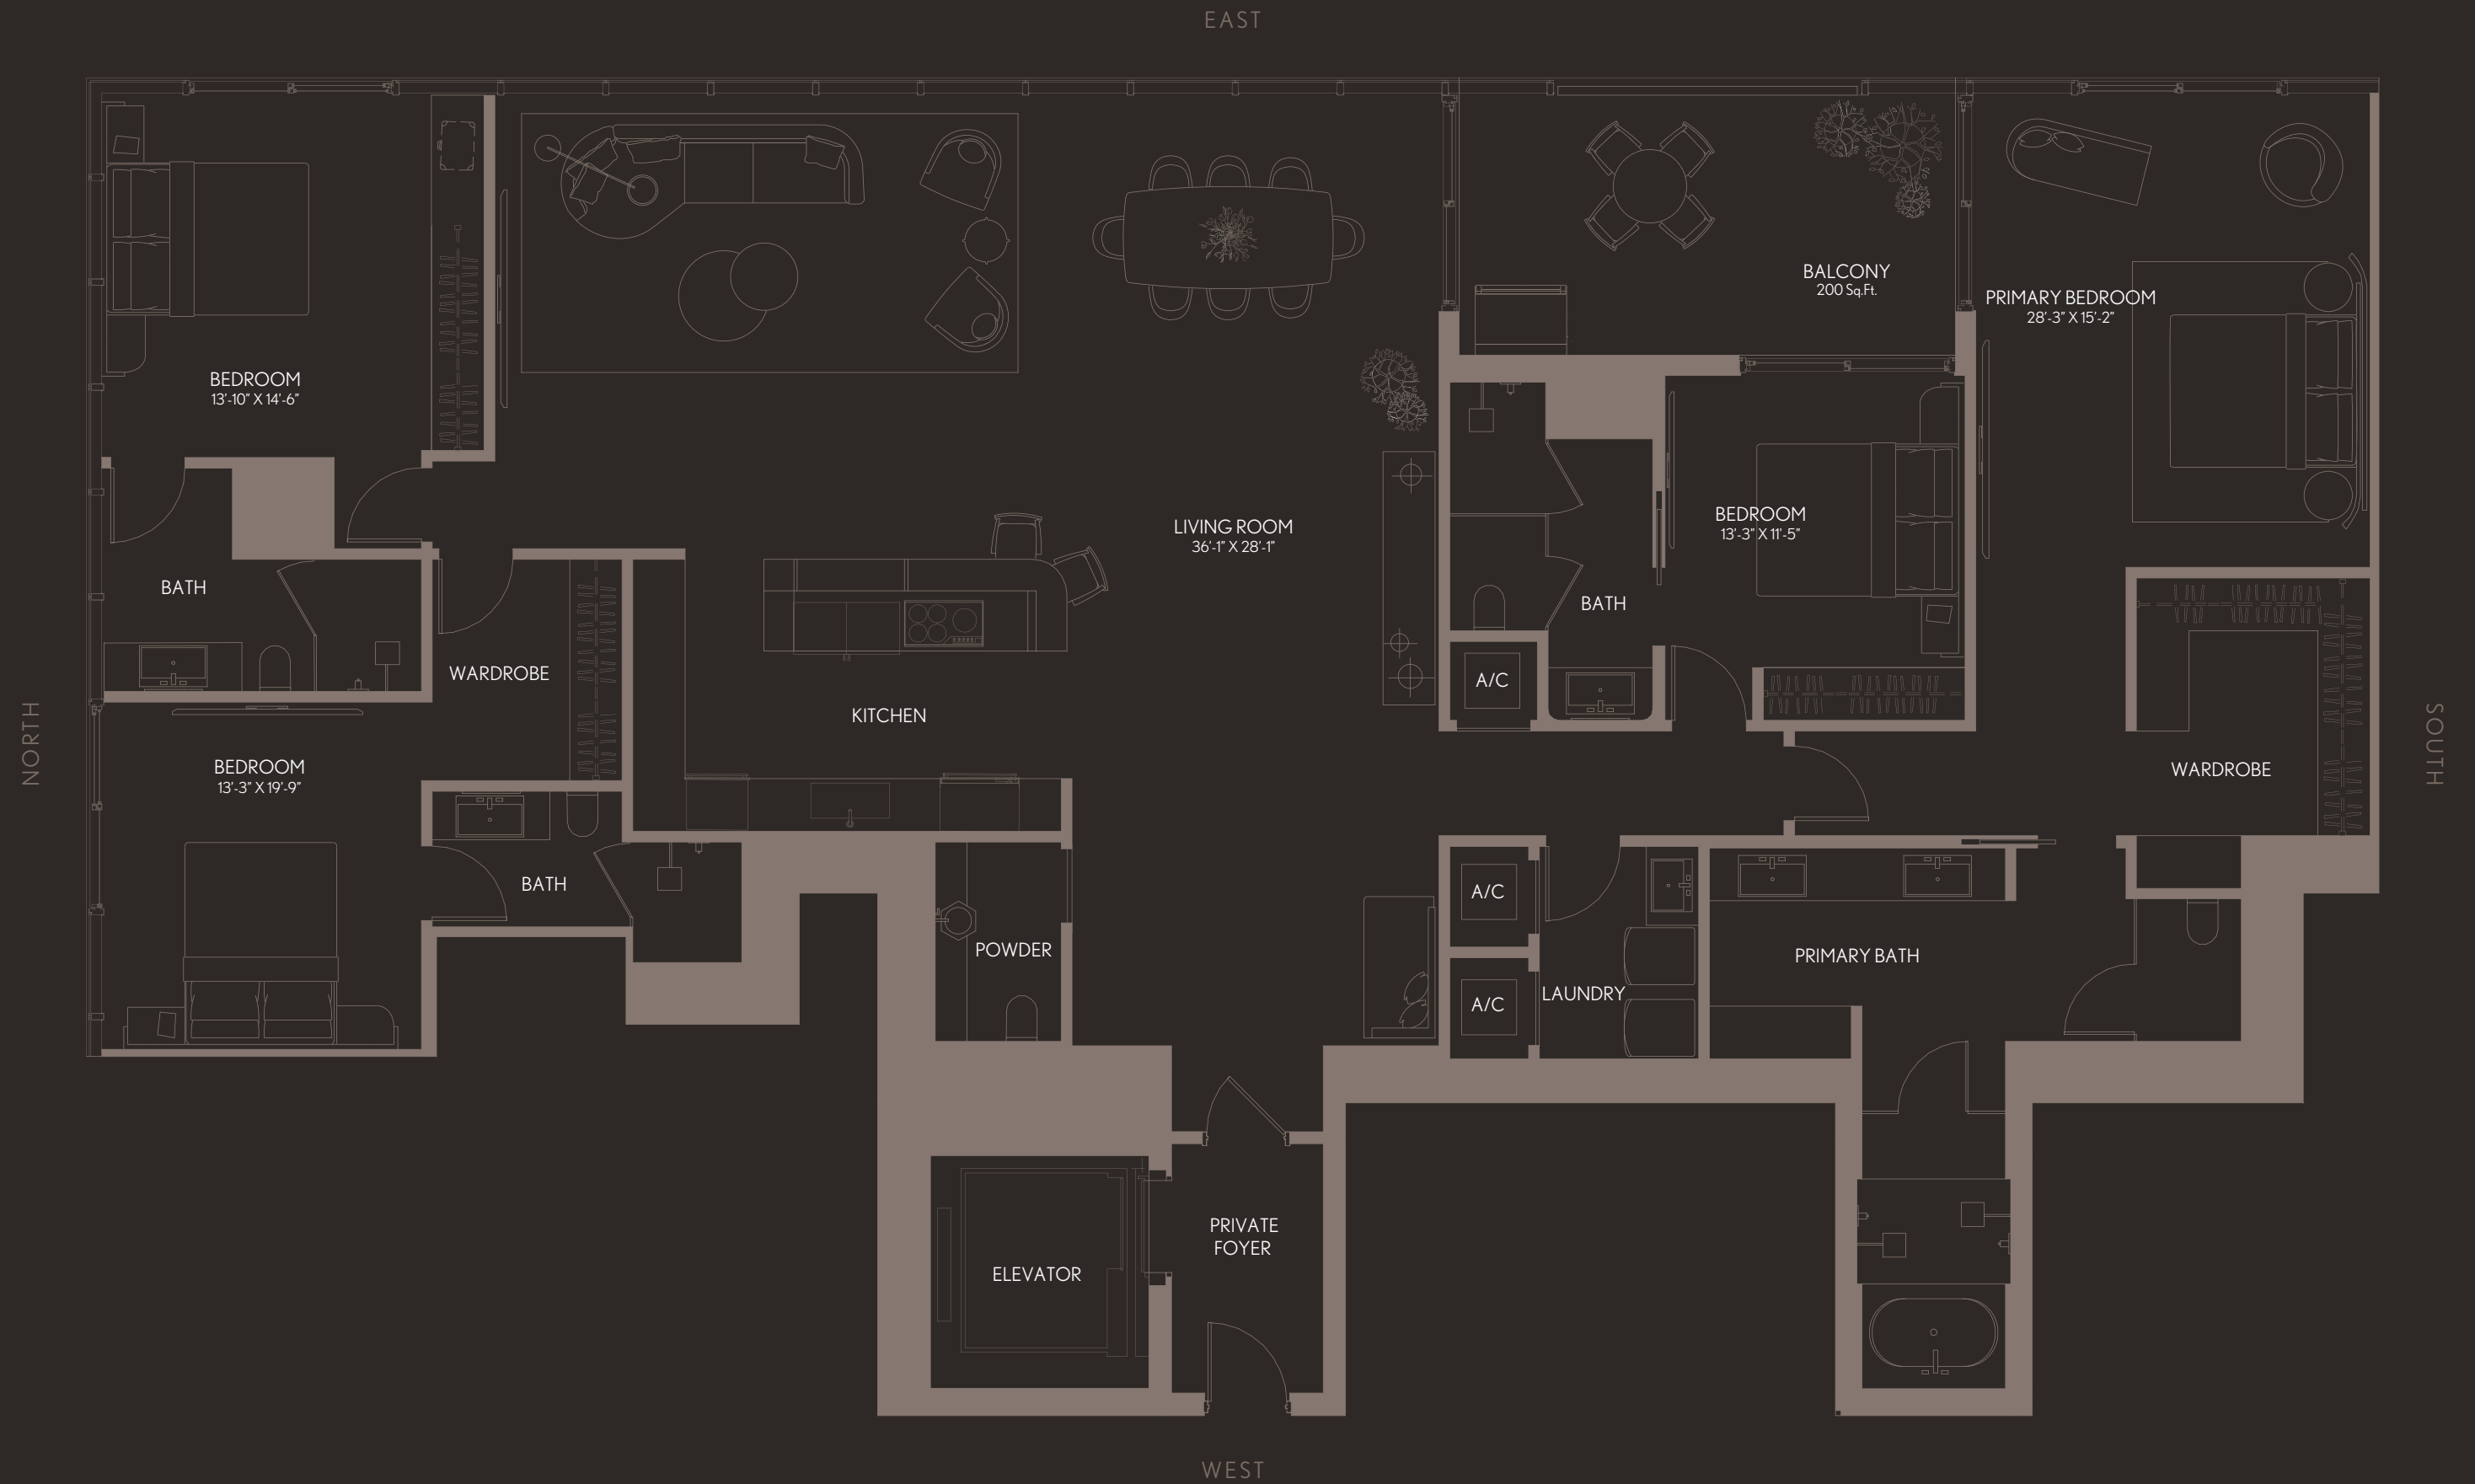 EAST
BALCONY
200 Sq.Ft.
PRIMARY BEDROOM
28'-3" X 15'-2"
BEDROOM
13'-10" X 14'-6"
LIVING ROOM
36'-1" X 28'-1"
BEDROOM
13'-3" X 11'-5"
BATH
BATH
WARDROBE
A/C
KITCHEN
NORTH
SOUTH
BEDROOM
13'-3" X 19'-9"
WARDROBE
BATH
A/C
POWDER
PRIMARY BATH
LAUNDRY
A/C
PRIVATE
FOYER
ELEVATOR
WEST